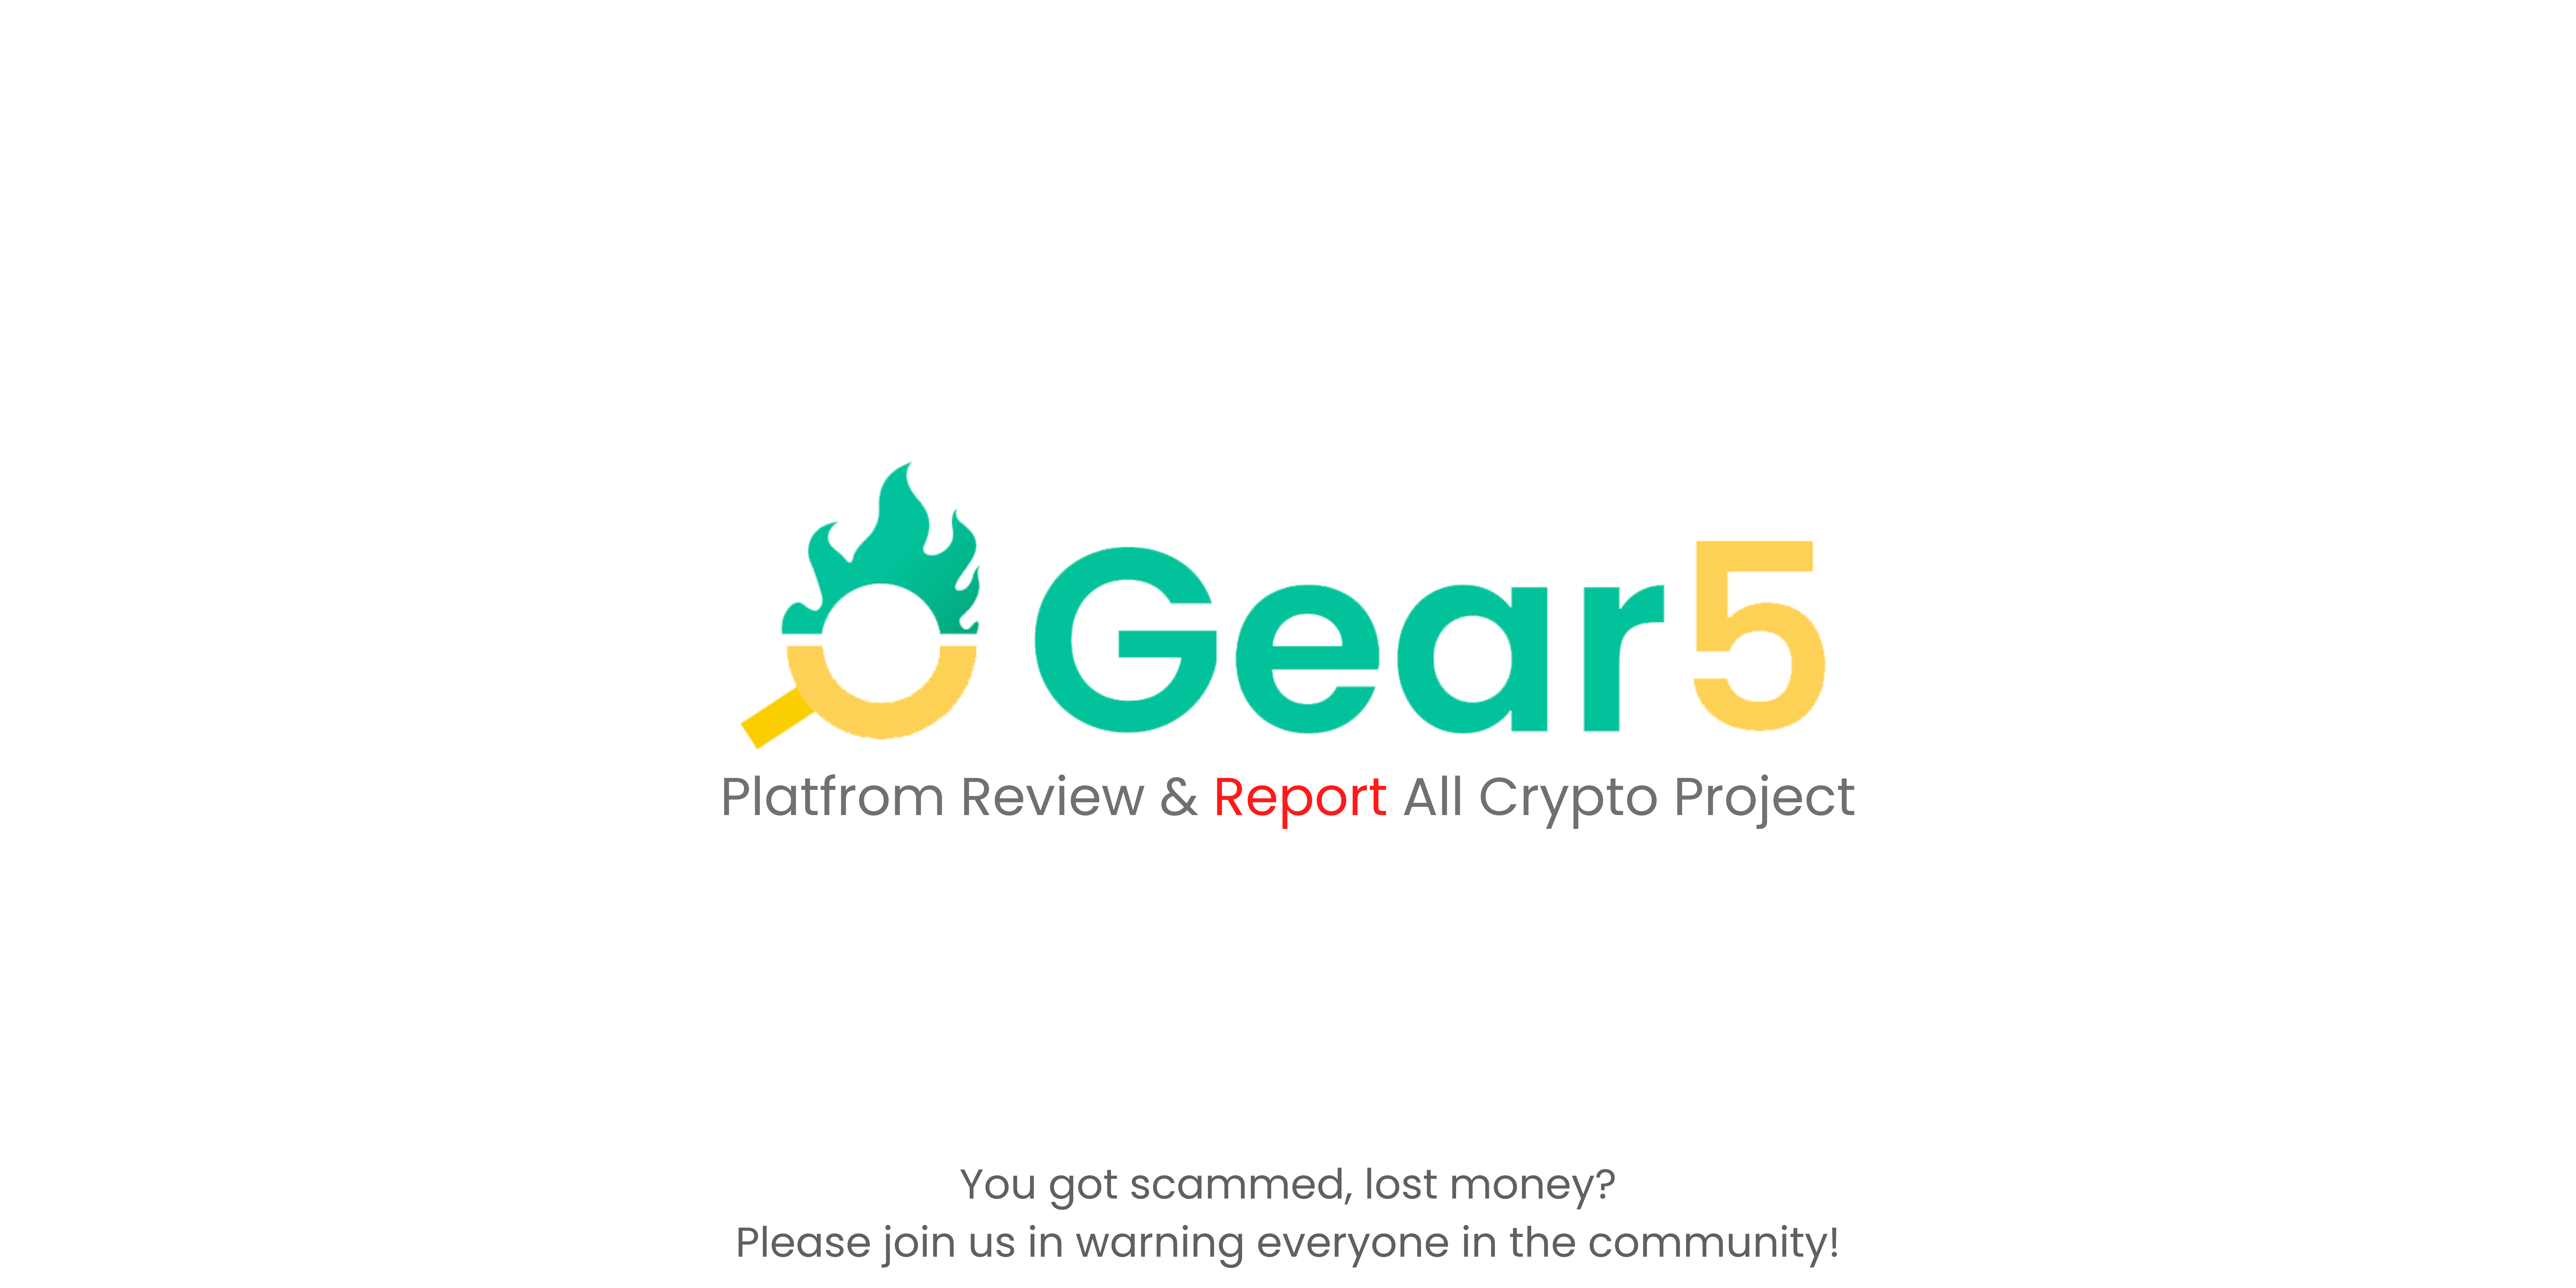 Gear5
Platfrom Review & Report All Crypto Project
You got scammed, lost money?
Please join us in warning everyone in the community!